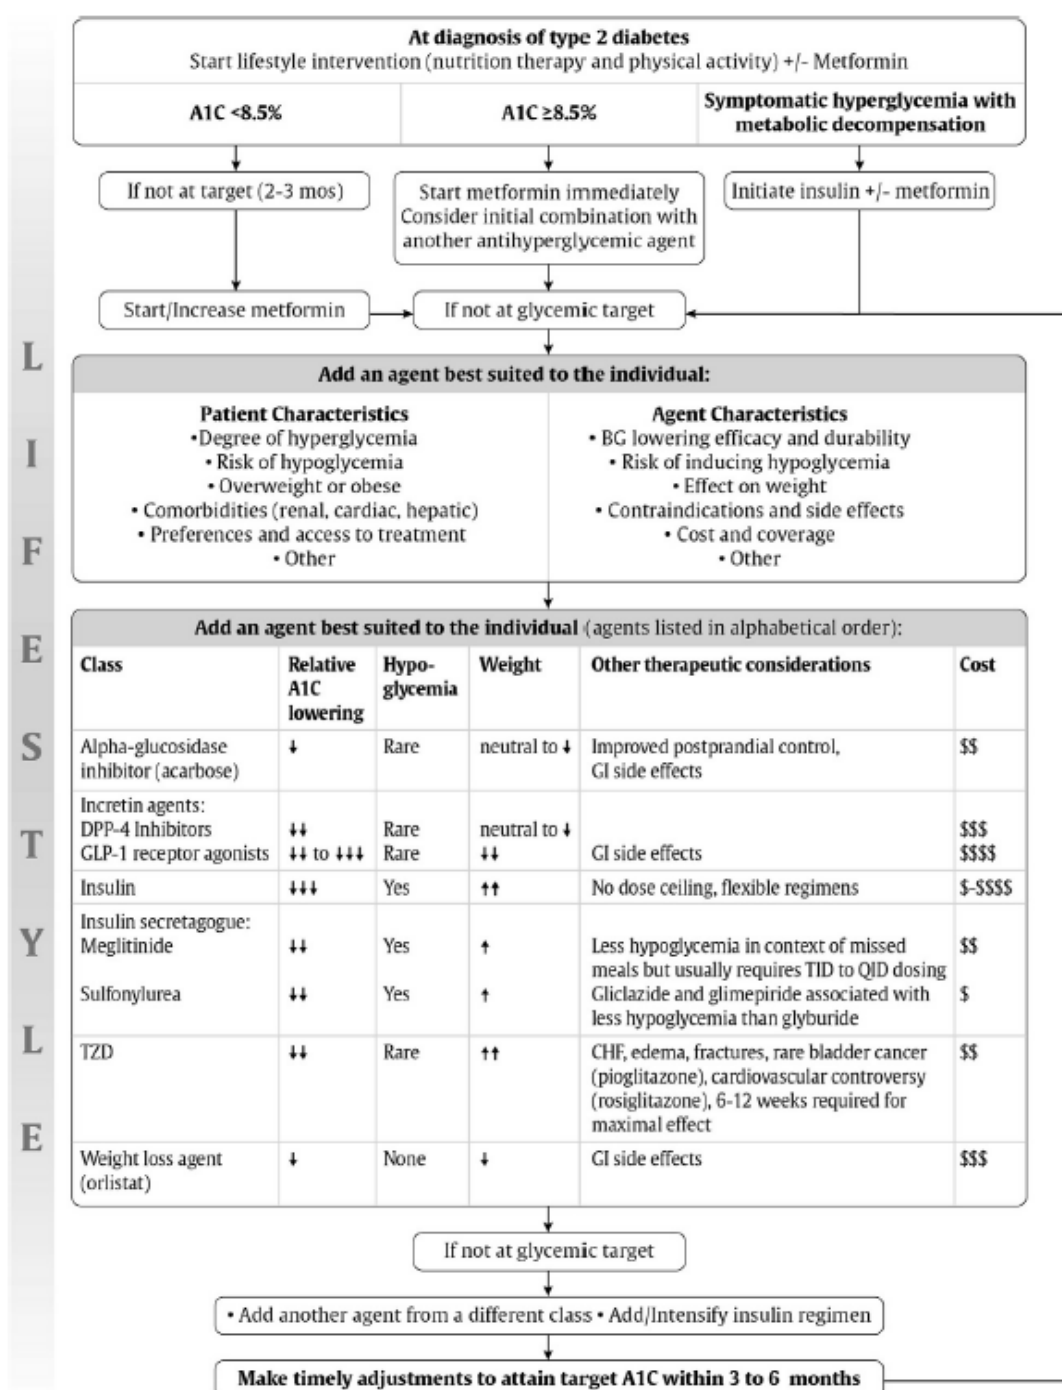 At diagnosis of type 2 diabetes
Start lifestyle intervention (nutrition therapy and physical activity) +/- Metformin
A1C <8.5%
A1C ≥8.5%
Symptomatic hyperglycemia with
metabolic decompensation
If not at target (2-3 mos)
Start metformin immediately
Consider initial combination with
another antihyperglycemic agent
Initiate insulin +/- metformin
Start/Increase metformin
If not at glycemic target
LIFESTYLE
Add an agent best suited to the individual:
Patient Characteristics
•Degree of hyperglycemia
• Risk of hypoglycemia
• Overweight or obese
• Comorbidities (renal, cardiac, hepatic)
• Preferences and access to treatment
• Other
Agent Characteristics
• BG lowering efficacy and durability
• Risk of inducing hypoglycemia
• Effect on weight
• Contraindications and side effects
• Cost and coverage
• Other
Add an agent best suited to the individual (agents listed in alphabetical order):
Class Relative Hypo- Weight Other therapeutic considerations Cost
A1C glycemia
lowering
Alpha-glucosidase ↓ Rare neutral to ↓ Improved postprandial control, $$
inhibitor (acarbose) GI side effects
Incretin agents:
DPP-4 Inhibitors ↓↓ Rare neutral to ↓ $$$
GLP-1 receptor agonists ↓↓ to ↓↓↓ Rare ↓↓ GI side effects $$$$
Insulin ↓↓↓ Yes ↑↑ No dose ceiling, flexible regimens $-$$$$
Insulin secretagogue:
Meglitinide ↓↓ Yes ↑ Less hypoglycemia in context of missed $$
meals but usually requires TID to QID dosing
Sulfonylurea ↓↓ Yes ↑ Gliclazide and glimepiride associated with $
less hypoglycemia than glyburide
TZD ↓↓ Rare ↑↑ CHF, edema, fractures, rare bladder cancer $$
(pioglitazone), cardiovascular controversy
(rosiglitazone), 6-12 weeks required for
maximal effect
Weight loss agent ↓ None ↓ GI side effects $$$
(orlistat)
If not at glycemic target
• Add another agent from a different class • Add/Intensify insulin regimen
Make timely adjustments to attain target A1C within 3 to 6 months